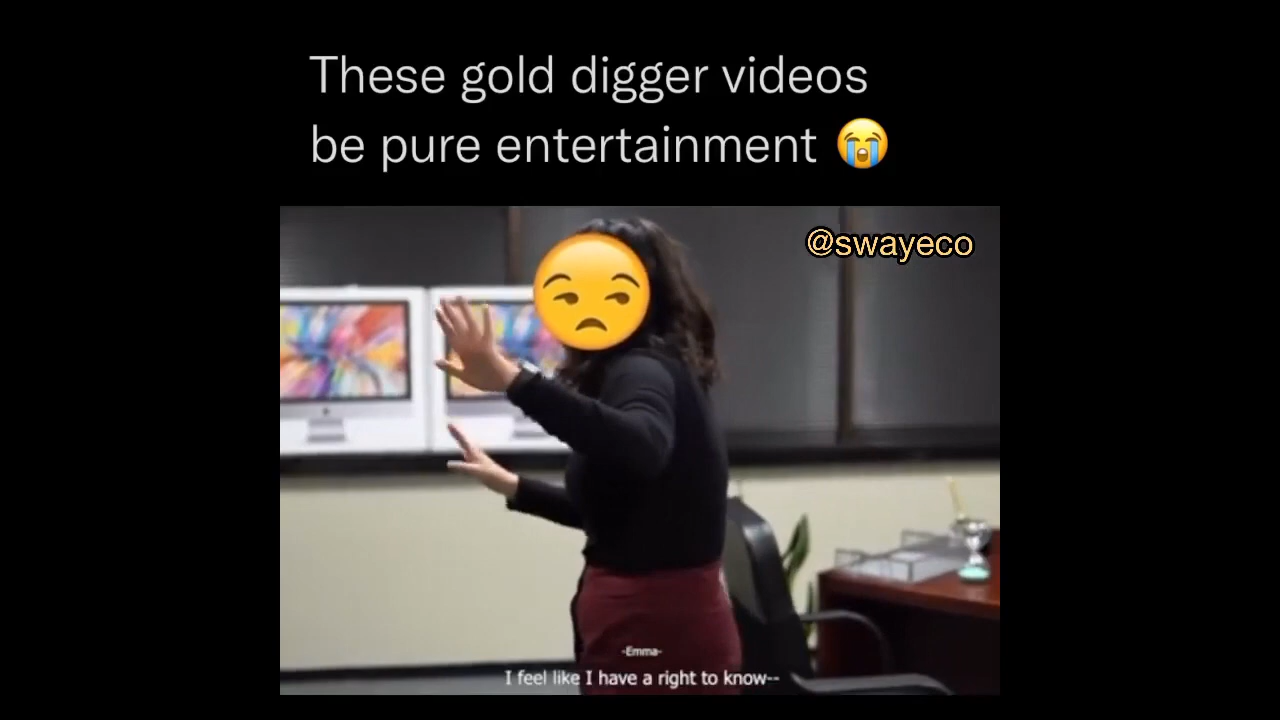 These gold digger videos
be pure entertainment 😭
@swayeco
-Emma-
I feel like I have a right to know--